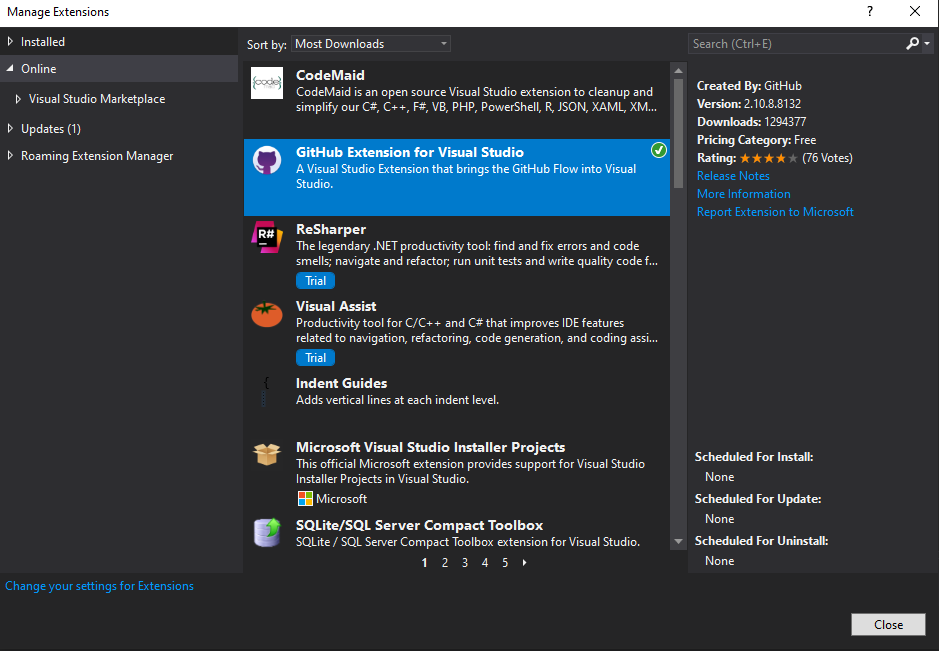 Manage Extensions
?
Installed
Online
Visual Studio Marketplace
Updates (1)
Roaming Extension Manager
Sort by: Most Downloads
{code}
CodeMaid
CodeMaid is an open source Visual Studio extension to cleanup and
simplify our C#, C++, F#, VB, PHP, PowerShell, R, JSON, XAML, XM...
GitHub Extension for Visual Studio
A Visual Studio Extension that brings the GitHub Flow into Visual
Studio.
R#
ReSharper
The legendary .NET productivity tool: find and fix errors and code
smells; navigate and refactor; run unit tests and write quality code f...
Trial
Visual Assist
Productivity tool for C/C++ and C# that improves IDE features
related to navigation, refactoring, code generation, and coding assi...
Trial
Indent Guides
Adds vertical lines at each indent level.
Microsoft Visual Studio Installer Projects
This official Microsoft extension provides support for Visual Studio
Installer Projects in Visual Studio.
Microsoft
SQLite/SQL Server Compact Toolbox
SQLite / SQL Server Compact Toolbox extension for Visual Studio.
1 2 3 4 5
Search (Ctrl+E)
Created By: GitHub
Version: 2.10.8.8132
Downloads: 1294377
Pricing Category: Free
Rating: ★★★★★ (76 Votes)
Release Notes
More Information
Report Extension to Microsoft
Scheduled For Install:
None
Scheduled For Update:
None
Scheduled For Uninstall:
None
Change your settings for Extensions
Close